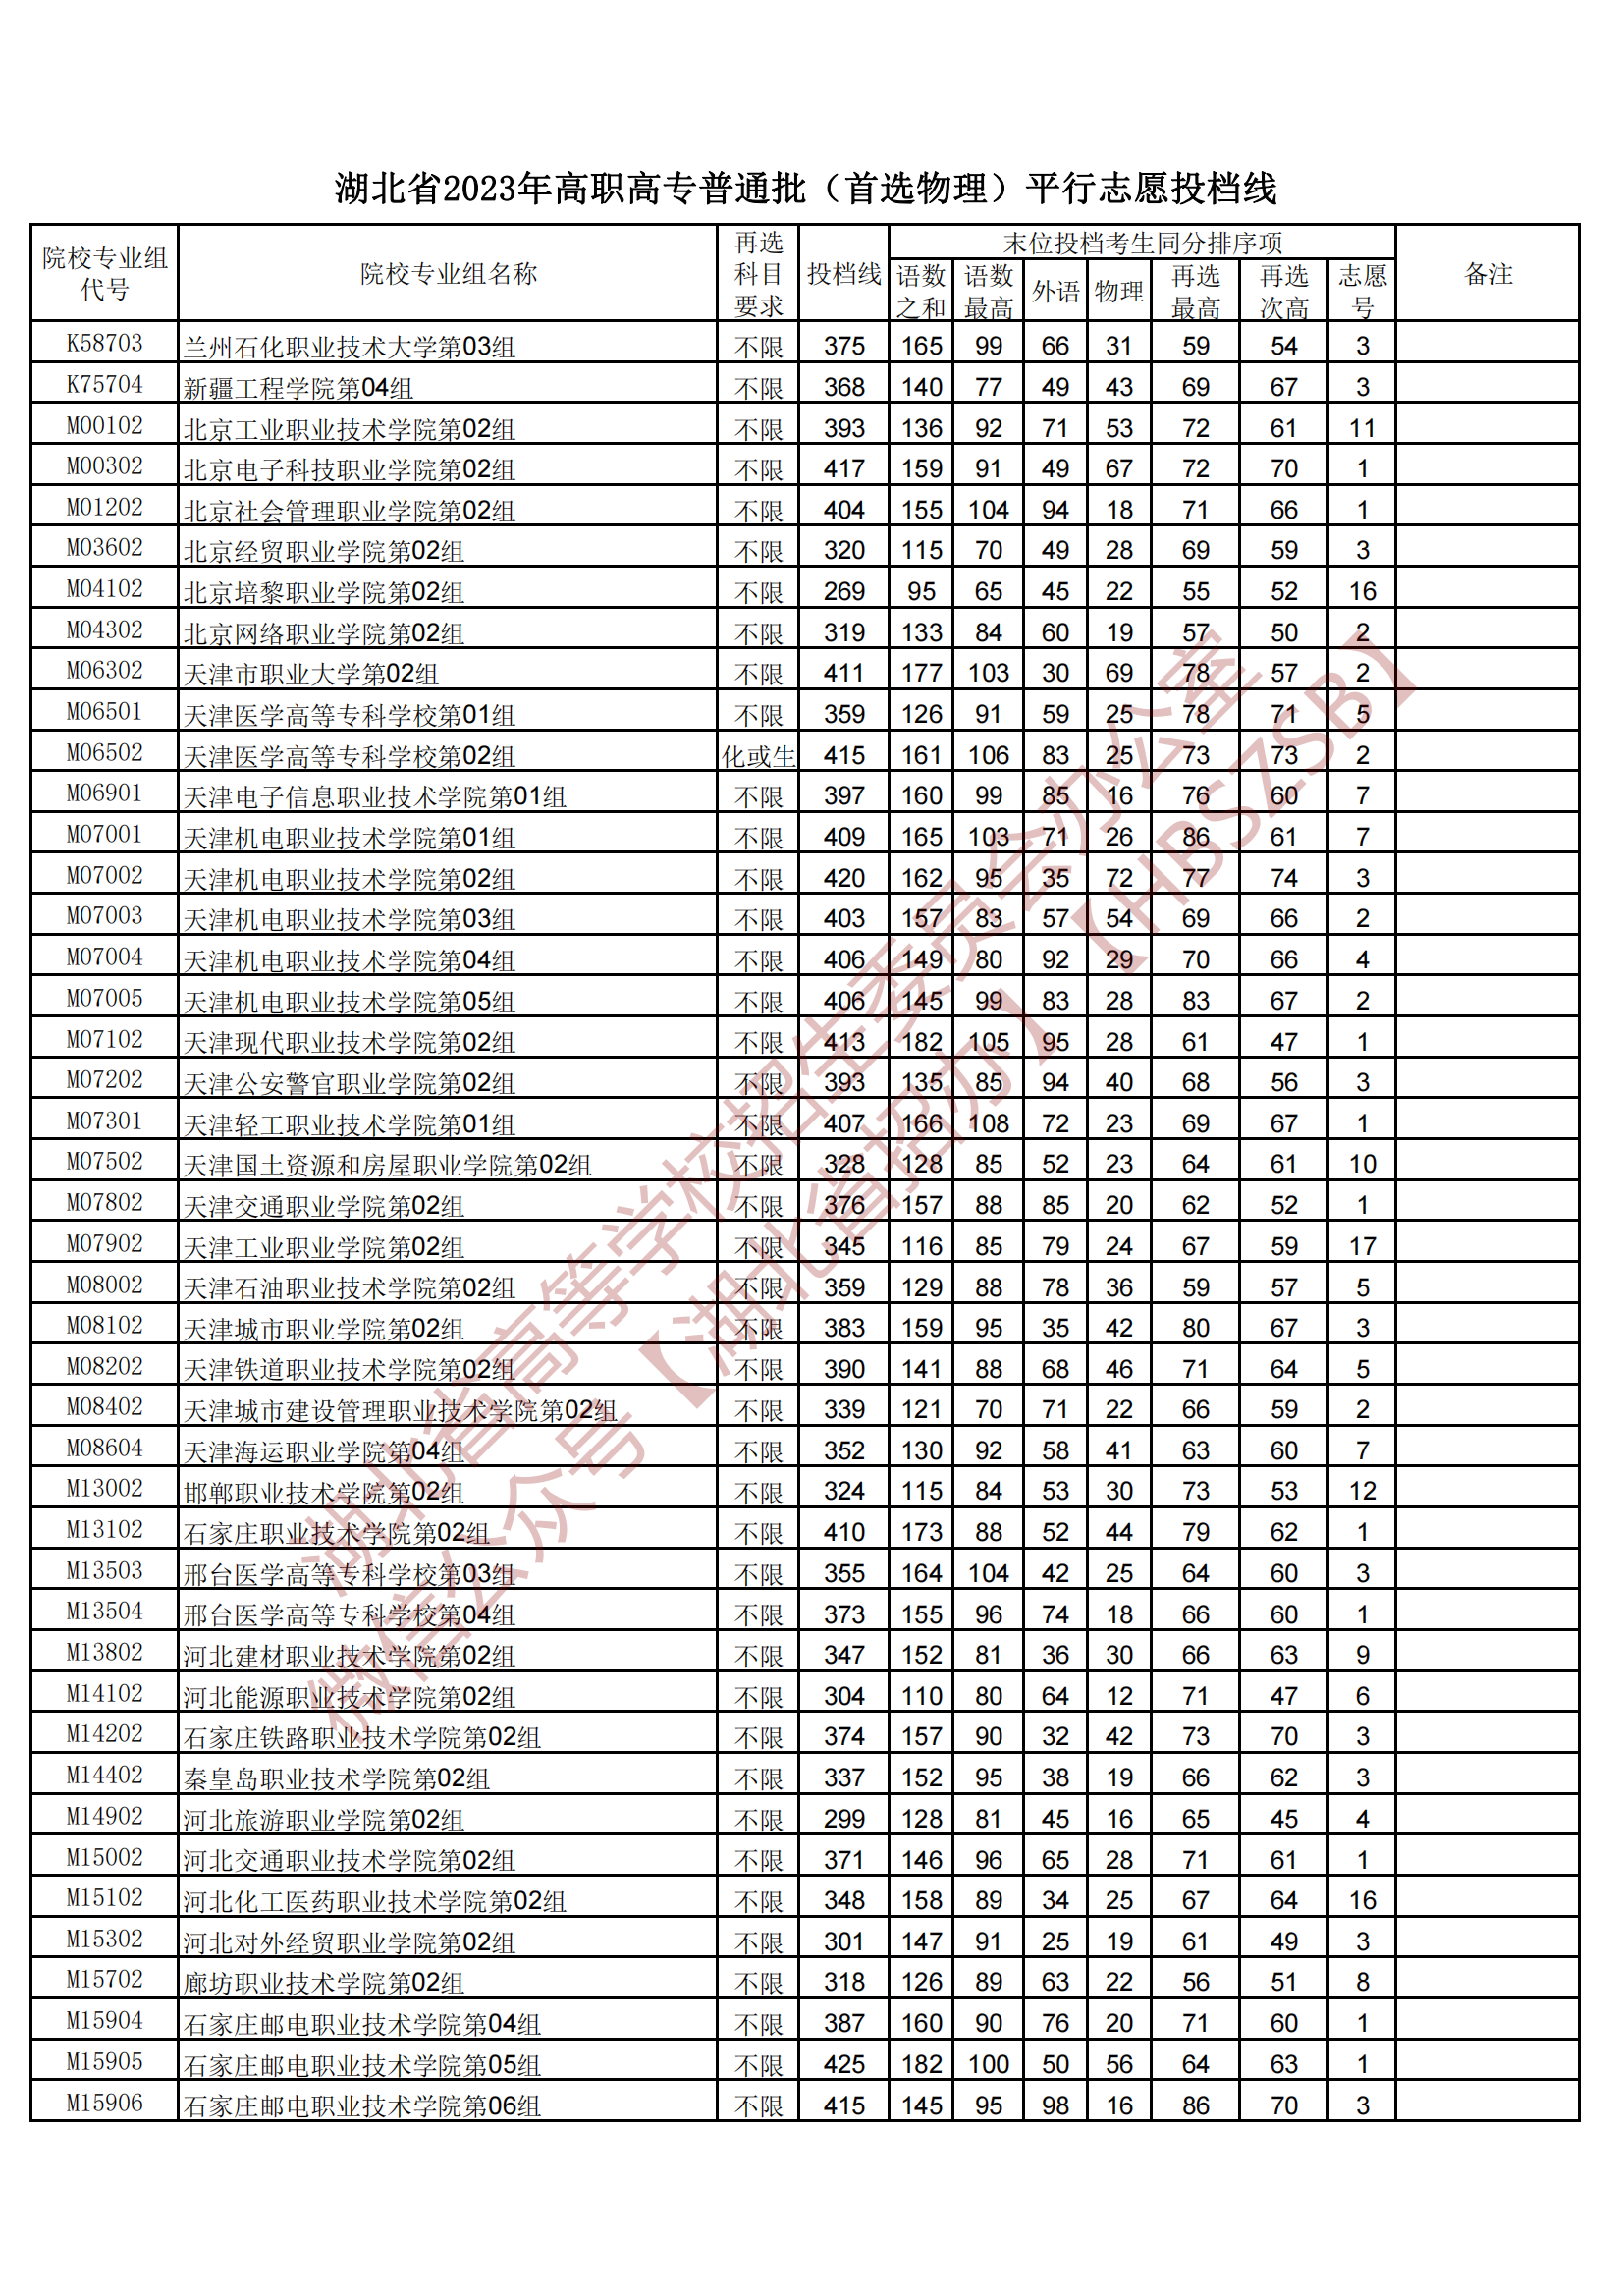 湖北省2023年高职高专普通批（首选物理）平行志愿投档线
院校专业组代号 院校专业组名称 再选科目要求 投档线 末位投档考生同分排序项 备注
语数之和 语数最高 外语 物理 再选最高 再选次高 志愿号
K58703 兰州石化职业技术大学第03组 不限 375 165 99 66 31 59 54 3
K75704 新疆工程学院第04组 不限 368 140 77 49 43 69 67 3
M00102 北京工业职业技术学院第02组 不限 393 136 92 71 53 72 61 11
M00302 北京电子科技职业学院第02组 不限 417 159 91 49 67 72 70 1
M01202 北京社会管理职业学院第02组 不限 404 155 104 94 18 71 66 1
M03602 北京经贸职业学院第02组 不限 320 115 70 49 28 69 59 3
M04102 北京培黎职业学院第02组 不限 269 95 65 45 22 55 52 16
M04302 北京网络职业学院第02组 不限 319 133 84 60 19 57 50 2
M06302 天津市职业大学第02组 不限 411 177 103 30 69 78 57 2
M06501 天津医学高等专科学校第01组 不限 359 126 91 59 25 78 71 5
M06502 天津医学高等专科学校第02组 化或生 415 161 106 83 25 73 73 2
M06901 天津电子信息职业技术学院第01组 不限 397 160 99 85 16 76 60 7
M07001 天津机电职业技术学院第01组 不限 409 165 103 71 26 86 61 7
M07002 天津机电职业技术学院第02组 不限 420 162 95 35 72 77 74 3
M07003 天津机电职业技术学院第03组 不限 403 157 83 57 54 69 66 2
M07004 天津机电职业技术学院第04组 不限 406 149 80 92 29 70 66 4
M07005 天津机电职业技术学院第05组 不限 406 145 99 83 28 83 67 2
M07102 天津现代职业技术学院第02组 不限 413 182 105 95 28 61 47 1
M07202 天津公安警官职业学院第02组 不限 393 135 85 94 40 68 56 3
M07301 天津轻工职业技术学院第01组 不限 407 166 108 72 23 69 67 1
M07502 天津国土资源和房屋职业学院第02组 不限 328 128 85 52 23 64 61 10
M07802 天津交通职业学院第02组 不限 376 157 88 85 20 62 52 1
M07902 天津工业职业学院第02组 不限 345 116 85 79 24 67 59 17
M08002 天津石油职业技术学院第02组 不限 359 129 88 78 36 59 57 5
M08102 天津城市职业学院第02组 不限 383 159 95 35 42 80 67 3
M08202 天津铁道职业技术学院第02组 不限 390 141 88 68 46 71 64 5
M08402 天津城市建设管理职业技术学院第02组 不限 339 121 70 71 22 66 59 2
M08604 天津海运职业学院第04组 不限 352 130 92 58 41 63 60 7
M13002 邯郸职业技术学院第02组 不限 324 115 84 53 30 73 53 12
M13102 石家庄职业技术学院第02组 不限 410 173 88 52 44 79 62 1
M13503 邢台医学高等专科学校第03组 不限 355 164 104 42 25 64 60 3
M13504 邢台医学高等专科学校第04组 不限 373 155 96 74 18 66 60 1
M13802 河北建材职业技术学院第02组 不限 347 152 81 36 30 66 63 9
M14102 河北能源职业技术学院第02组 不限 304 110 80 64 12 71 47 6
M14202 石家庄铁路职业技术学院第02组 不限 374 157 90 32 42 73 70 3
M14402 秦皇岛职业技术学院第02组 不限 337 152 95 38 19 66 62 3
M14902 河北旅游职业学院第02组 不限 299 128 81 45 16 65 45 4
M15002 河北交通职业技术学院第02组 不限 371 146 96 65 28 71 61 1
M15102 河北化工医药职业技术学院第02组 不限 348 158 89 34 25 67 64 16
M15302 河北对外经贸职业学院第02组 不限 301 147 91 25 19 61 49 3
M15702 廊坊职业技术学院第02组 不限 318 126 89 63 22 56 51 8
M15904 石家庄邮电职业技术学院第04组 不限 387 160 90 76 20 71 60 1
M15905 石家庄邮电职业技术学院第05组 不限 425 182 100 50 56 64 63 1
M15906 石家庄邮电职业技术学院第06组 不限 415 145 95 98 16 86 70 3
湖北省高等学校招生委员会办公室
微信公众号【湖北省招办】【HBSZSB】